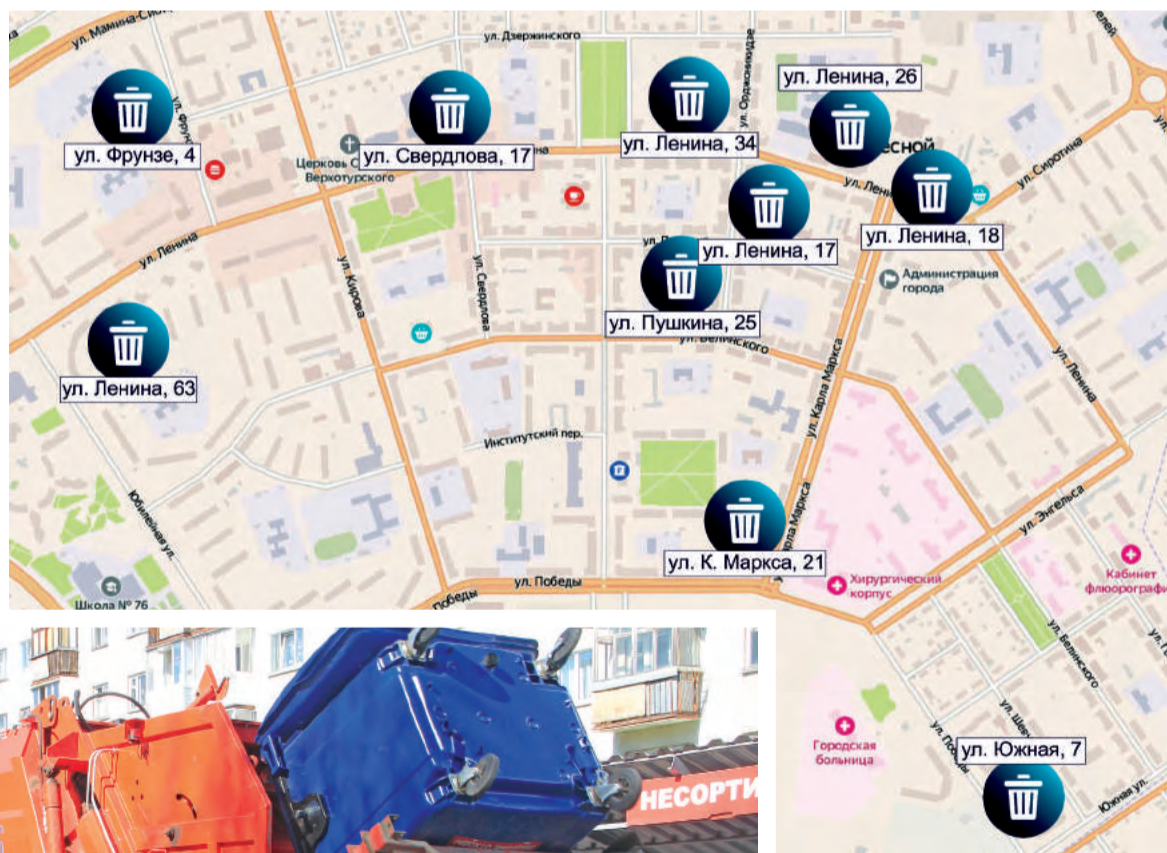 ул. Мамина-Сиб
ул. Дзержинского
ул. Орджоникидзе
ул. Ленина, 26
ул. Фрунзе, 4
Церковь С
Верхотурского
ул. Свердлова, 17
ул. Ленина, 34
ЕСНОЙ
ул. Сиротина
ул. Ленина, 17
ул. Ленина, 18
ул. Ленина
ул. Кирова
ул. Свердлова
ул. Пушкина, 25
Администрация
города
ул. Белинского
ул. Ленина, 63
ул. Карла Маркса
ул. Ленина
Институтский пер.
Юбилейная ул.
ул. К. Маркса, 21
ул. Энгельса
ул. Победы
Победы
Хирургический
корпус
Кабинет
флюорографи
Школа № 76
ул. Белинского
Городская
больница
ул. Победы
ул. Южная, 7
Южная ул.
НЕСОРТИ